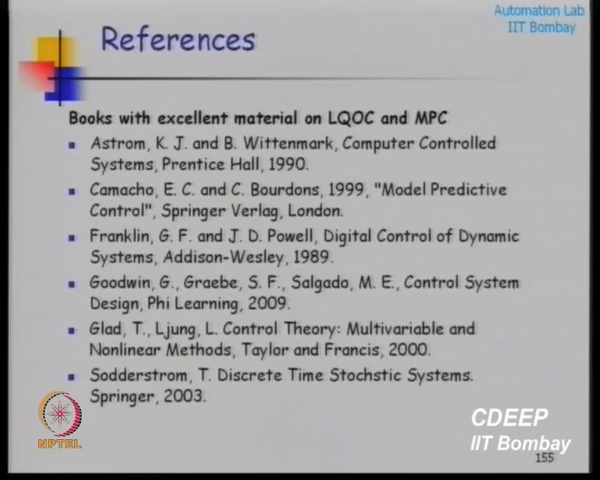 Automation Lab
IIT Bombay
References
Books with excellent material on LQOC and MPC
Astrom, K. J. and B. Wittenmark, Computer Controlled
Systems, Prentice Hall, 1990.
Camacho, E. C. and C. Bourdons, 1999, "Model Predictive
Control", Springer Verlag, London.
Franklin, G. F. and J. D. Powell, Digital Control of Dynamic
Systems, Addison-Wesley, 1989.
Goodwin, G., Graebe, S. F., Salgado, M. E., Control System
Design, Phi Learning, 2009.
Glad, T., Ljung, L. Control Theory: Multivariable and
Nonlinear Methods, Taylor and Francis, 2000.
Sodderstrom, T. Discrete Time Stochstic Systems.
Springer, 2003.
NPTEL
CDEEP
IIT Bombay
155